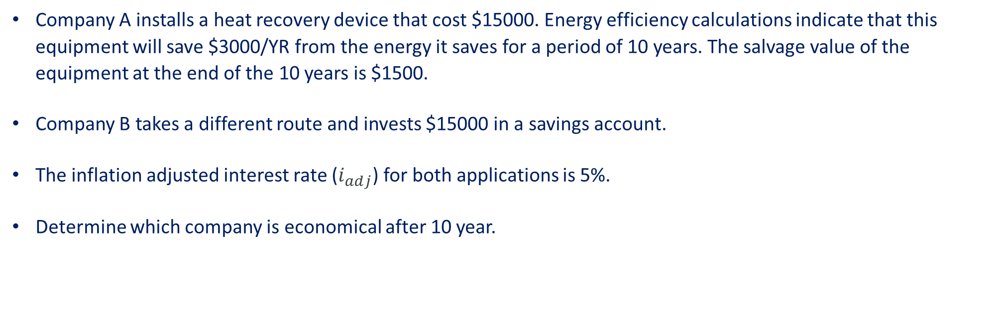 • Company A installs a heat recovery device that cost $15000. Energy efficiency calculations indicate that this
equipment will save $3000/YR from the energy it saves for a period of 10 years. The salvage value of the
equipment at the end of the 10 years is $1500.
• Company B takes a different route and invests $15000 in a savings account.
• The inflation adjusted interest rate (i_{adj}) for both applications is 5%.
• Determine which company is economical after 10 year.